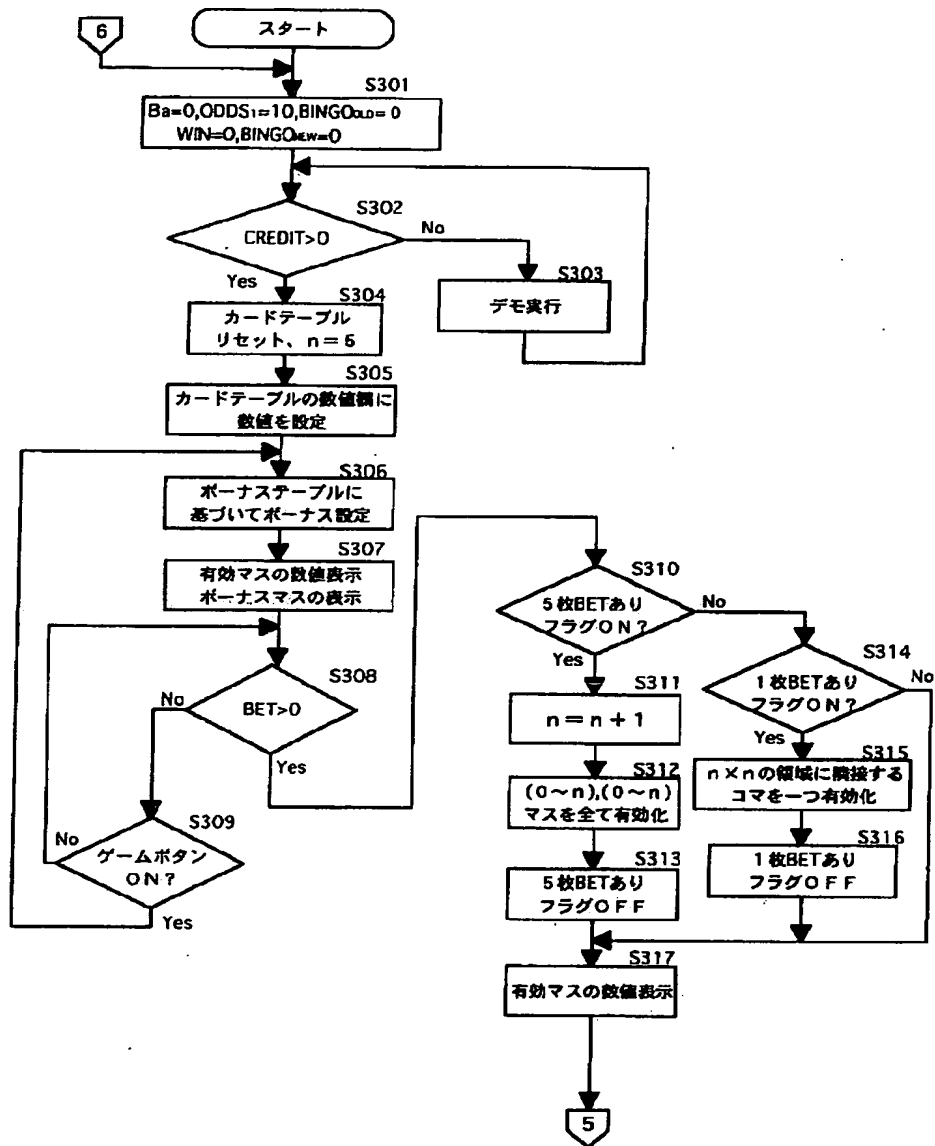 6
スタート
S301
Ba=0,ODDS1=10,BINGOOLD=0
WIN=0,BINGONEW=0
S302
CREDIT>0
No
Yes
S303
デモ実行
S304
カードテーブル
リセット、n=5
S305
カードテーブルの数値欄に
数値を設定
S306
ボーナステーブルに
基づいてボーナス設定
S307
有効マスの数値表示
ボーナスマスの表示
S308
BET>0
No
Yes
S309
ゲームボタン
ON?
No
Yes
S310
5枚BETあり
フラグON?
No
Yes
S311
n=n+1
S312
(0~n),(0~n)
マスを全て有効化
S313
5枚BETあり
フラグOFF
S314
1枚BETあり
フラグON?
No
Yes
S315
n×nの領域に隣接する
コマを一つ有効化
S316
1枚BETあり
フラグOFF
S317
有効マスの数値表示
5